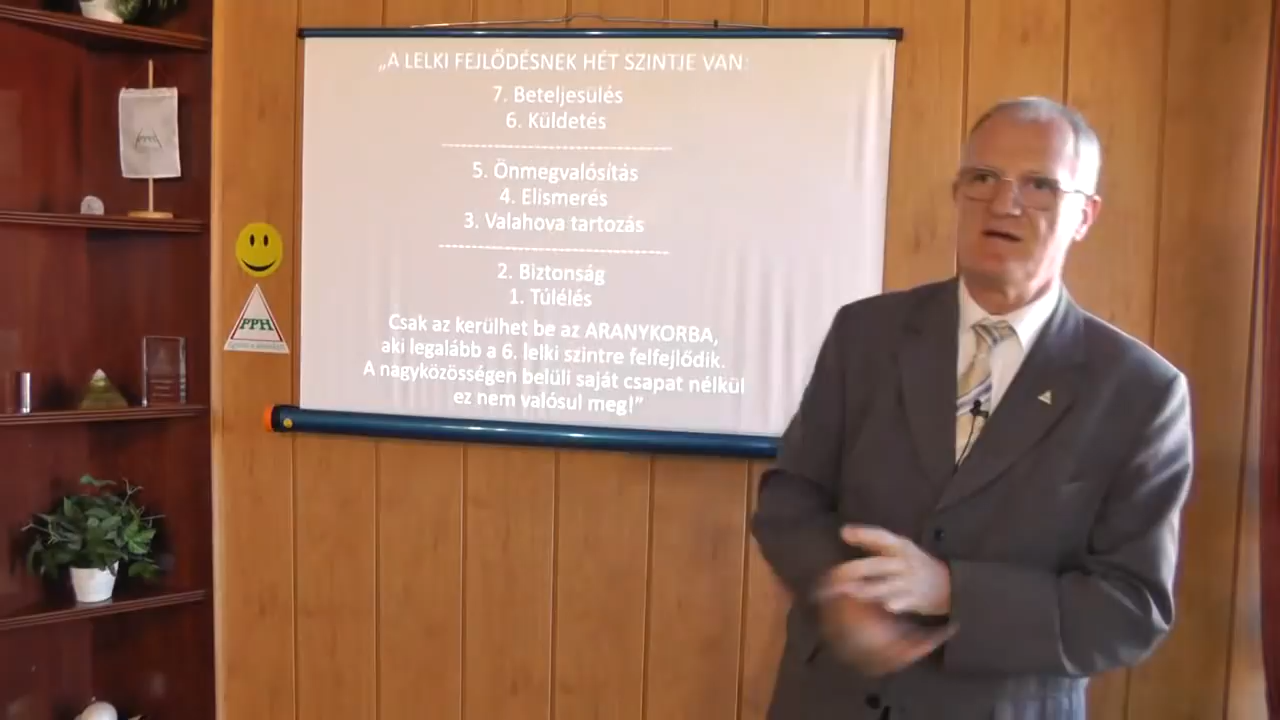 „A LELKI FEJLŐDÉSNEK HÉT SZINTJE VAN:
7. Beteljesülés
6. Küldetés
5. Önmegvalósítás
4. Elismerés
3. Valahova tartozás
2. Biztonság
1. Túlélés
Csak az kerülhet be az ARANYKORBA,
aki legalább a 6. lelki szintre felfejlődik.
A nagyközösségen belüli saját csapat nélkül
ez nem valósul meg!”
PPH
PPH